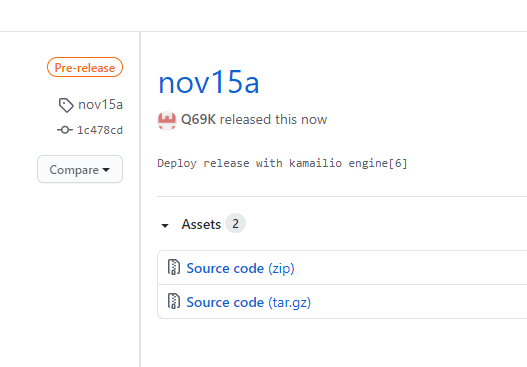 Pre-release
nov15a
1c478cd
Compare
nov15a
Q69K released this now
Deploy release with kamailio engine[6]
Assets 2
Source code (zip)
Source code (tar.gz)